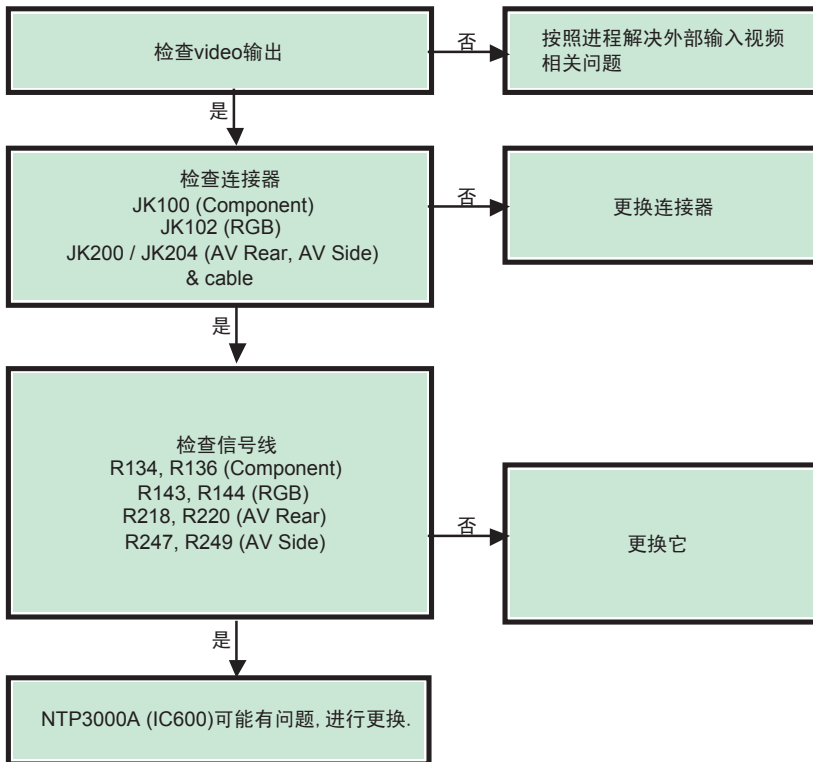 检查video输出
否
按照进程解决外部输入视频
相关问题
是
检查连接器
JK100 (Component)
JK102 (RGB)
JK200 / JK204 (AV Rear, AV Side)
& cable
否
更换连接器
是
检查信号线
R134, R136 (Component)
R143, R144 (RGB)
R218, R220 (AV Rear)
R247, R249 (AV Side)
否
更换它
是
NTP3000A (IC600)可能有问题, 进行更换.